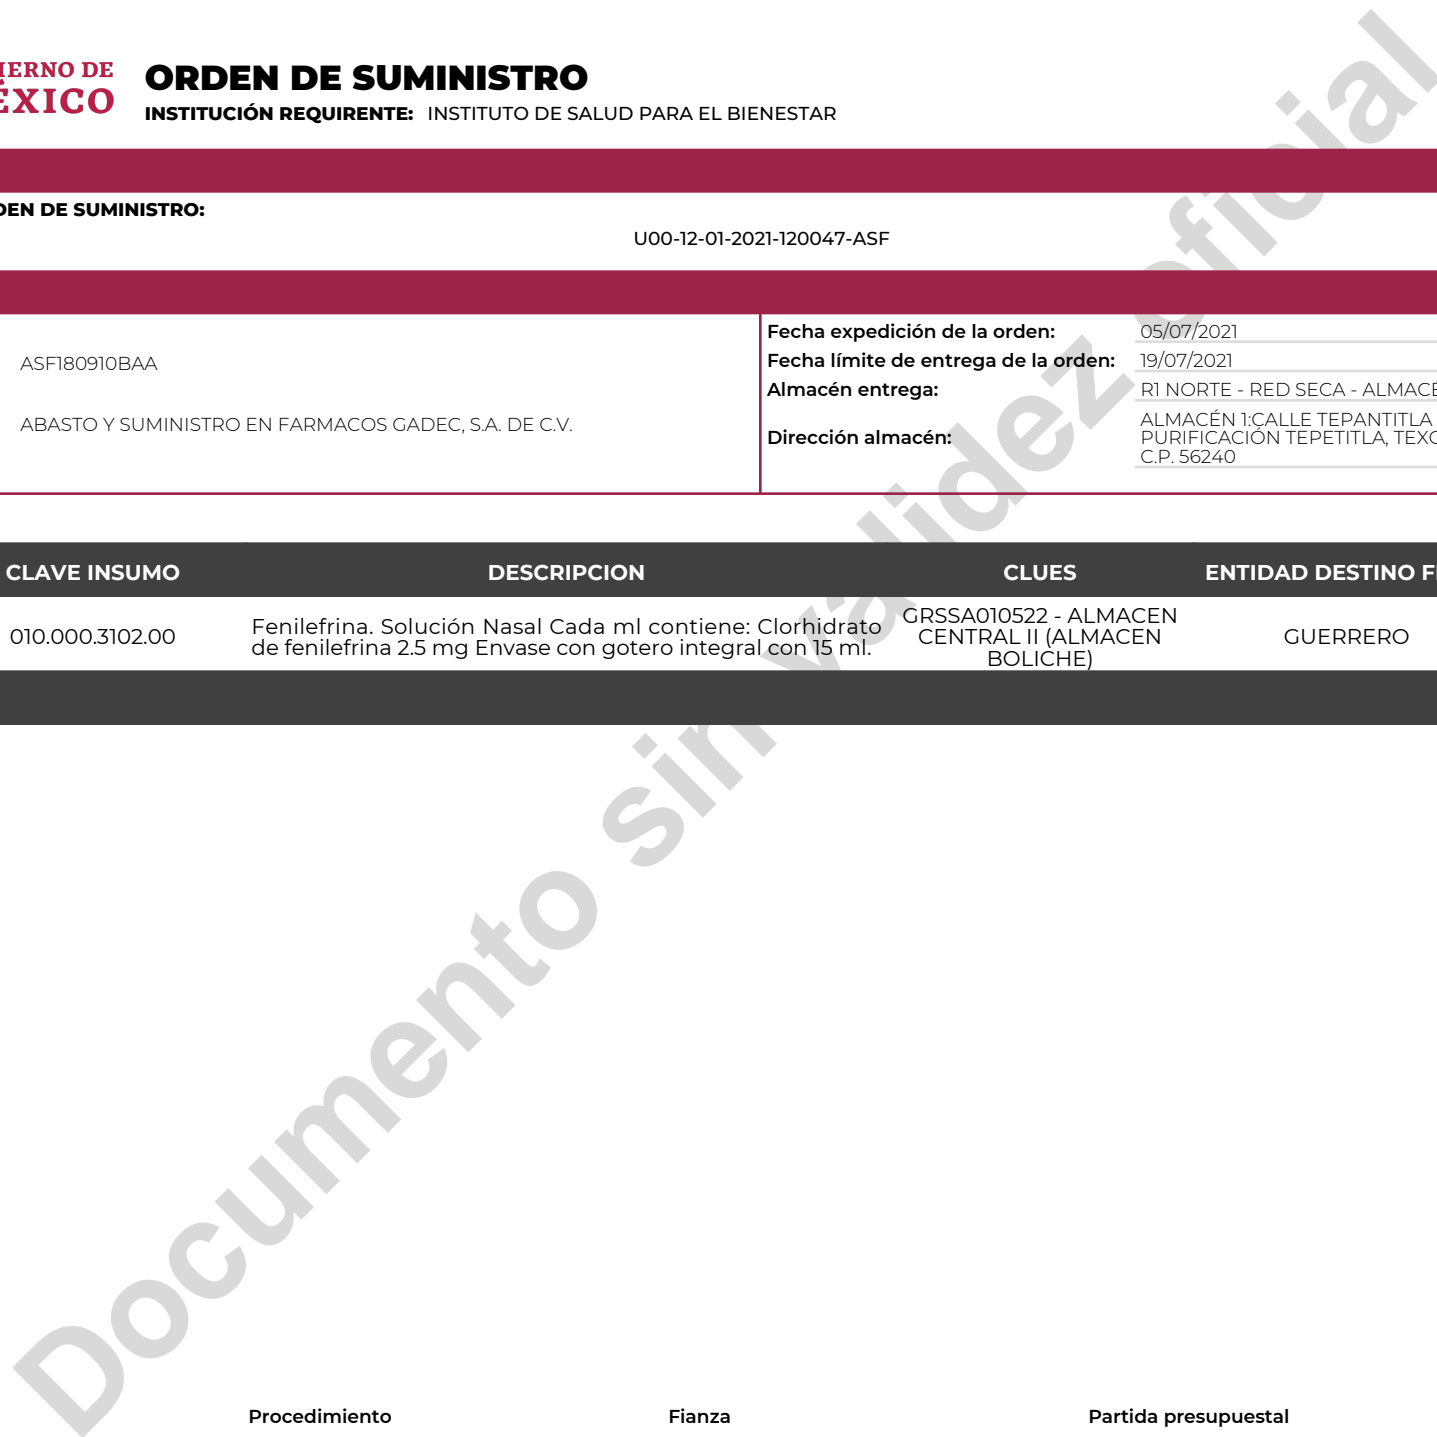 IERNO DE
ÉXICO
ORDEN DE SUMINISTRO
INSTITUCIÓN REQUIRENTE: INSTITUTO DE SALUD PARA EL BIENESTAR
DEN DE SUMINISTRO:
U00-12-01-2021-120047-ASF
ASF180910BAA
ABASTO Y SUMINISTRO EN FARMACOS GADEC, S.A. DE C.V.
Fecha expedición de la orden: 05/07/2021
Fecha límite de entrega de la orden: 19/07/2021
Almacén entrega: R1 NORTE - RED SECA - ALMACÉ
Dirección almacén:
ALMACÉN 1:CALLE TEPANTITLA
PURIFICACIÓN TEPETITLA, TEXC
C.P. 56240
CLAVE INSUMO DESCRIPCION CLUES ENTIDAD DESTINO FI
010.000.3102.00
Fenilefrina. Solución Nasal Cada ml contiene: Clorhidrato
de fenilefrina 2.5 mg Envase con gotero integral con 15 ml.
GRSSA010522 - ALMACEN
CENTRAL II (ALMACEN
BOLICHE)
GUERRERO
Documento sin validez oficial
Procedimiento Fianza Partida presupuestal